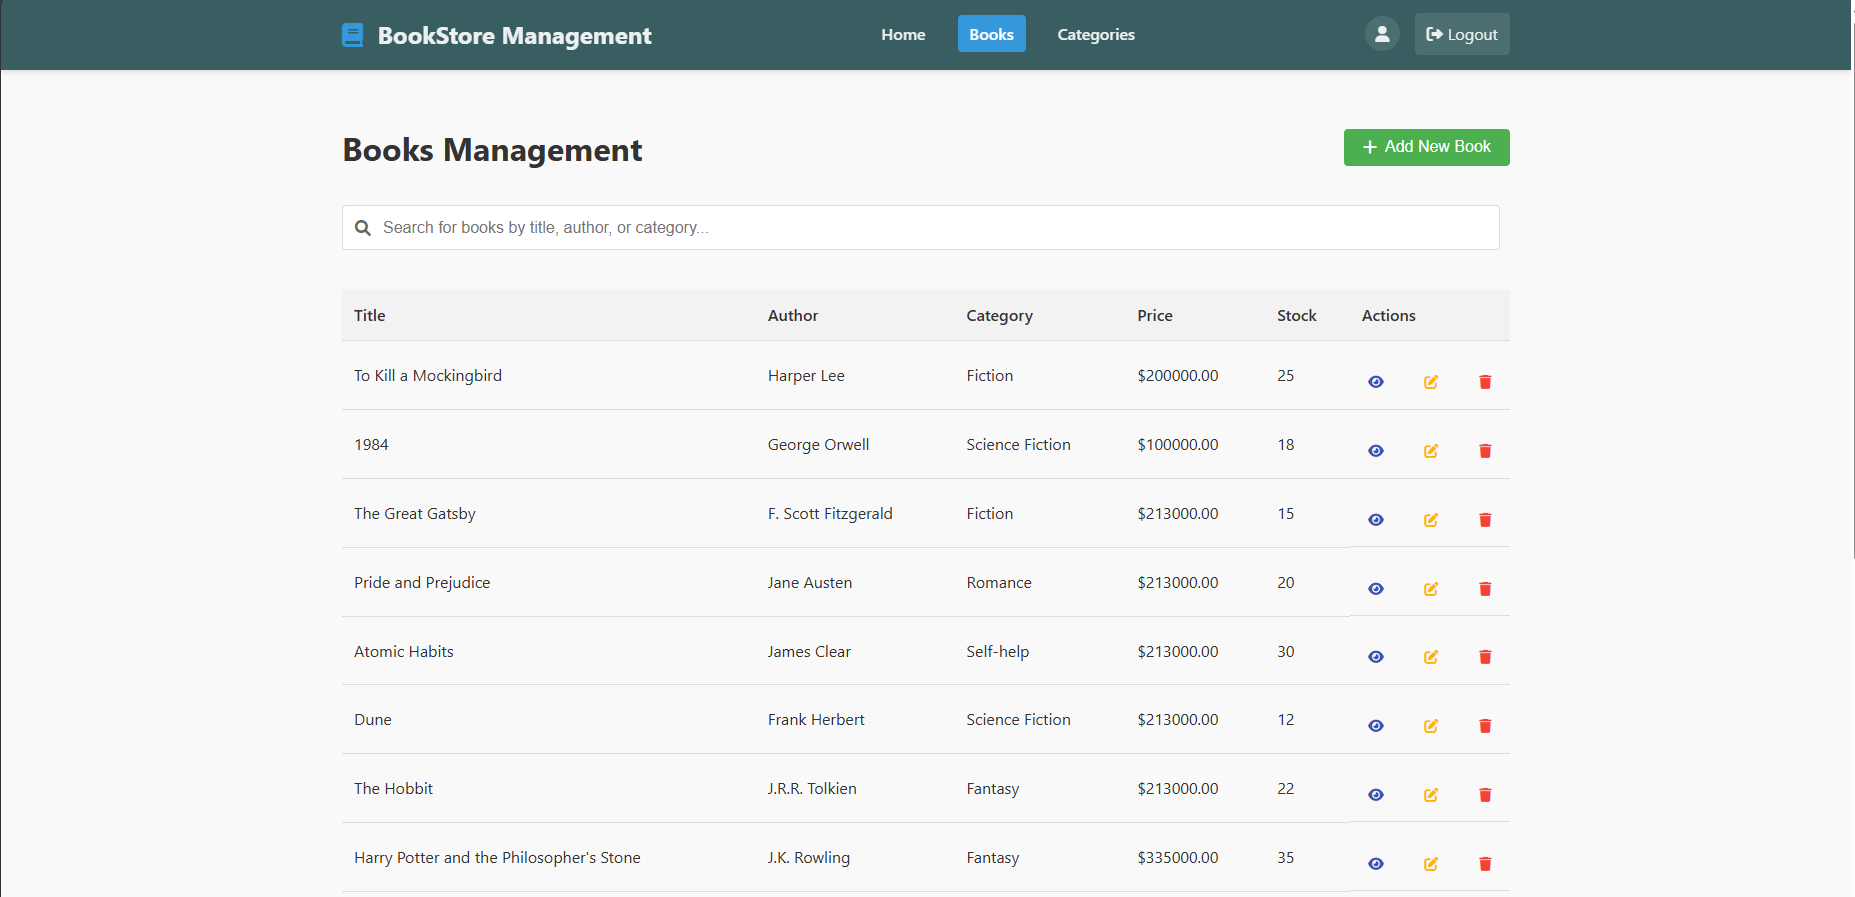 BookStore Management Home Books Categories Logout
Books Management Add New Book
Search for books by title, author, or category...
Title Author Category Price Stock Actions
To Kill a Mockingbird Harper Lee Fiction $200000.00 25
1984 George Orwell Science Fiction $100000.00 18
The Great Gatsby F. Scott Fitzgerald Fiction $213000.00 15
Pride and Prejudice Jane Austen Romance $213000.00 20
Atomic Habits James Clear Self-help $213000.00 30
Dune Frank Herbert Science Fiction $213000.00 12
The Hobbit J.R.R. Tolkien Fantasy $213000.00 22
Harry Potter and the Philosopher's Stone J.K. Rowling Fantasy $335000.00 35